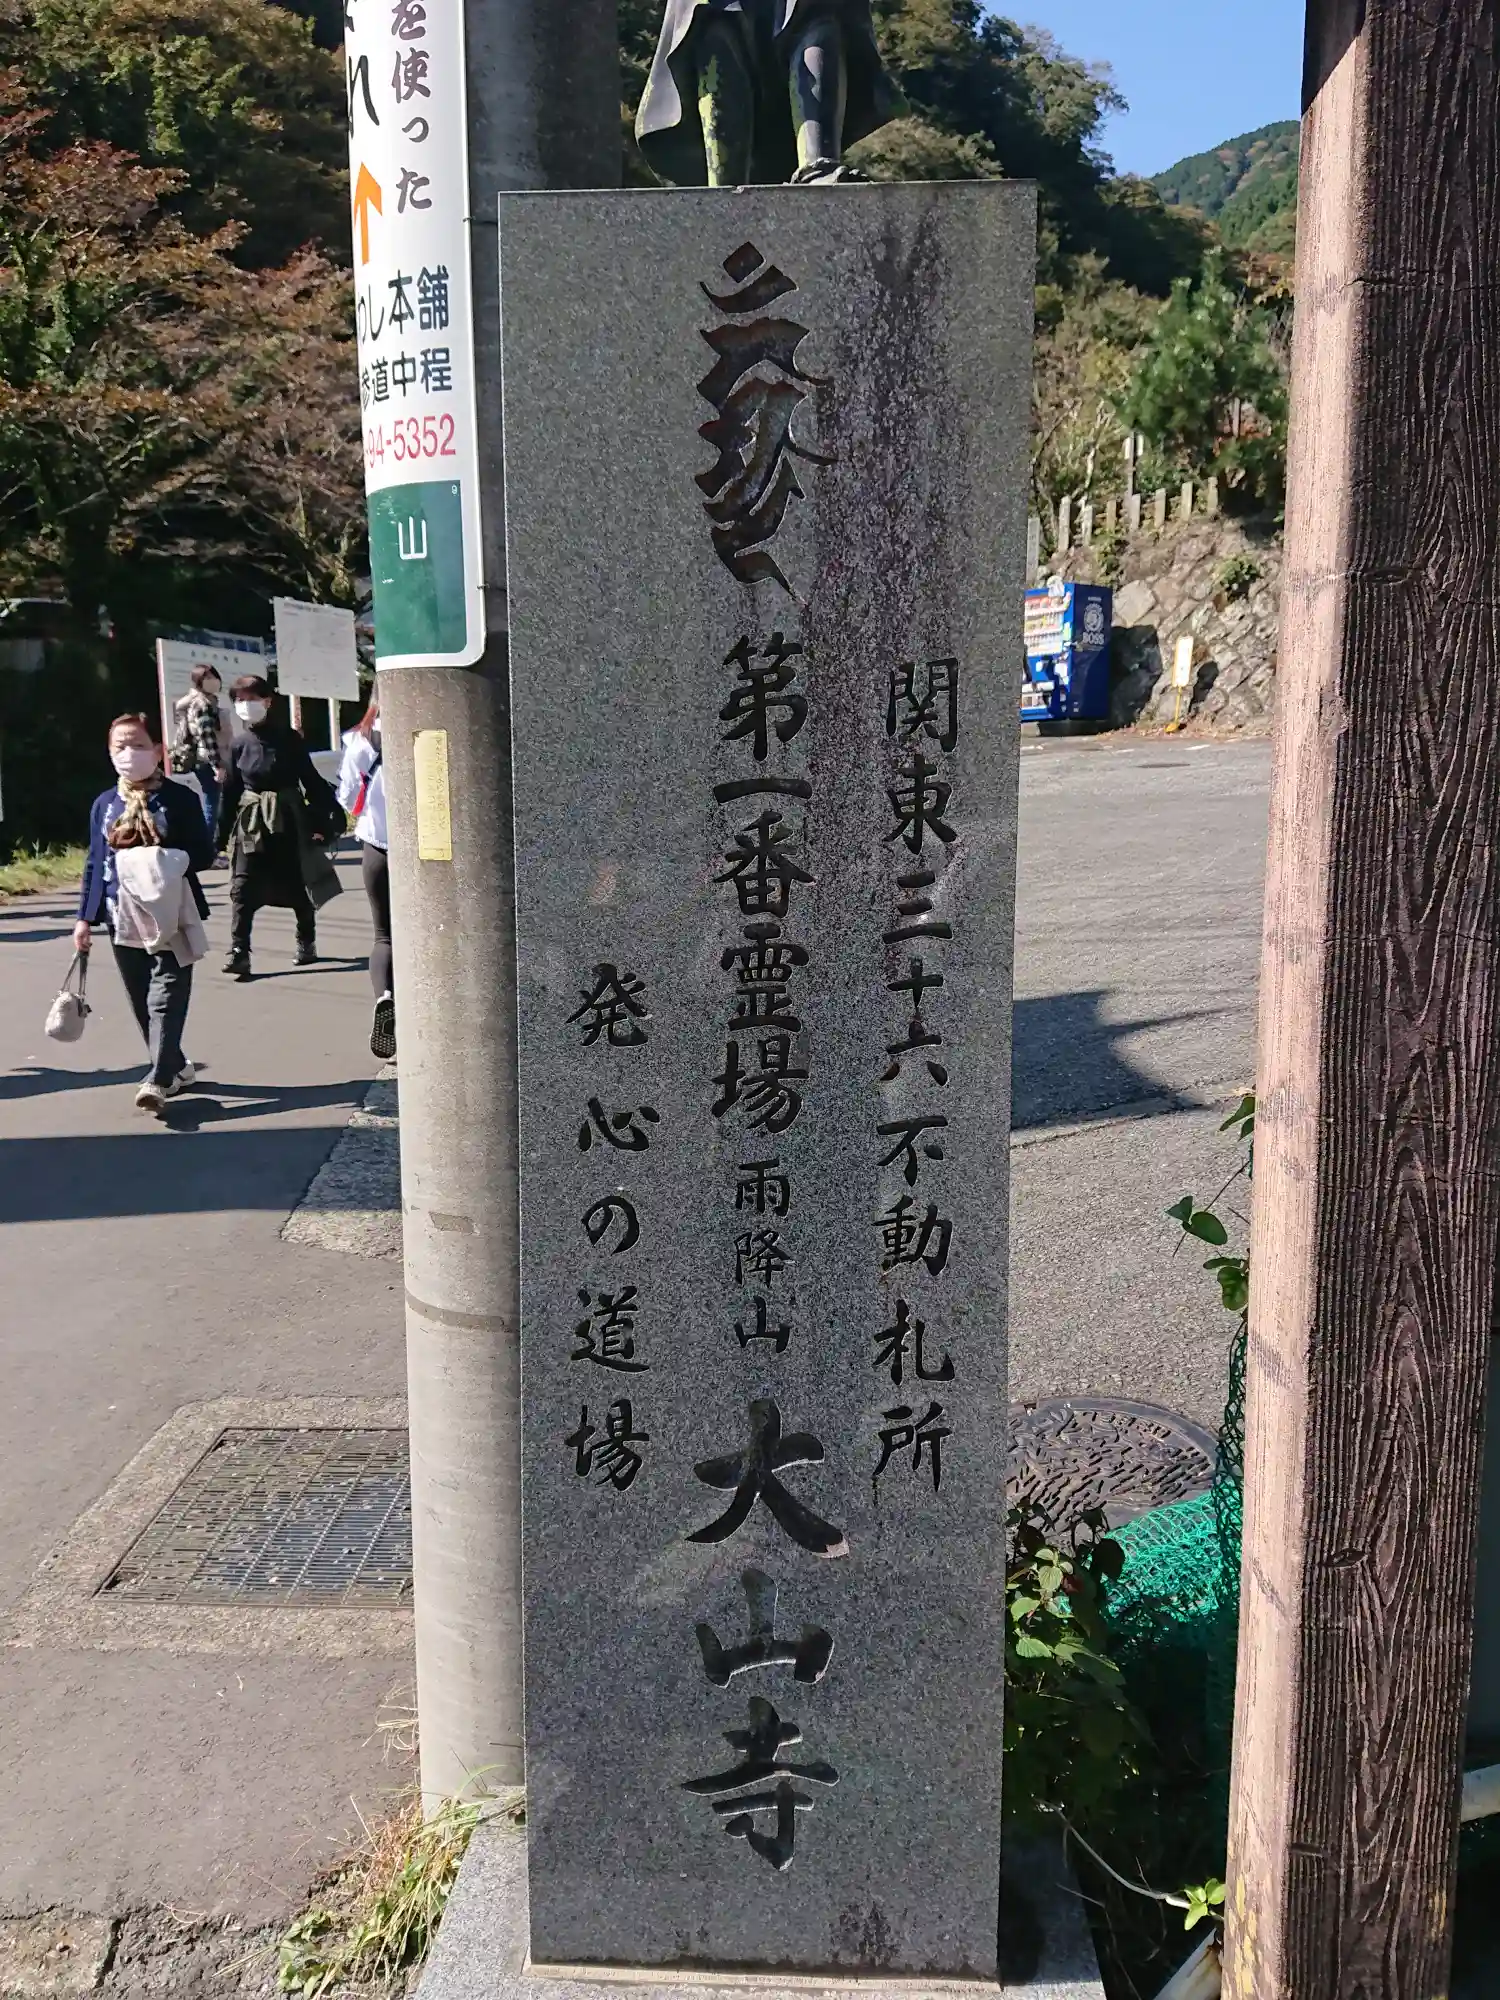 関東三十六不動札所
第一番霊場 雨降山 大山寺
発心の道場
を使った
れ
し本舗
参道中程
-94-5352
山
BOSS